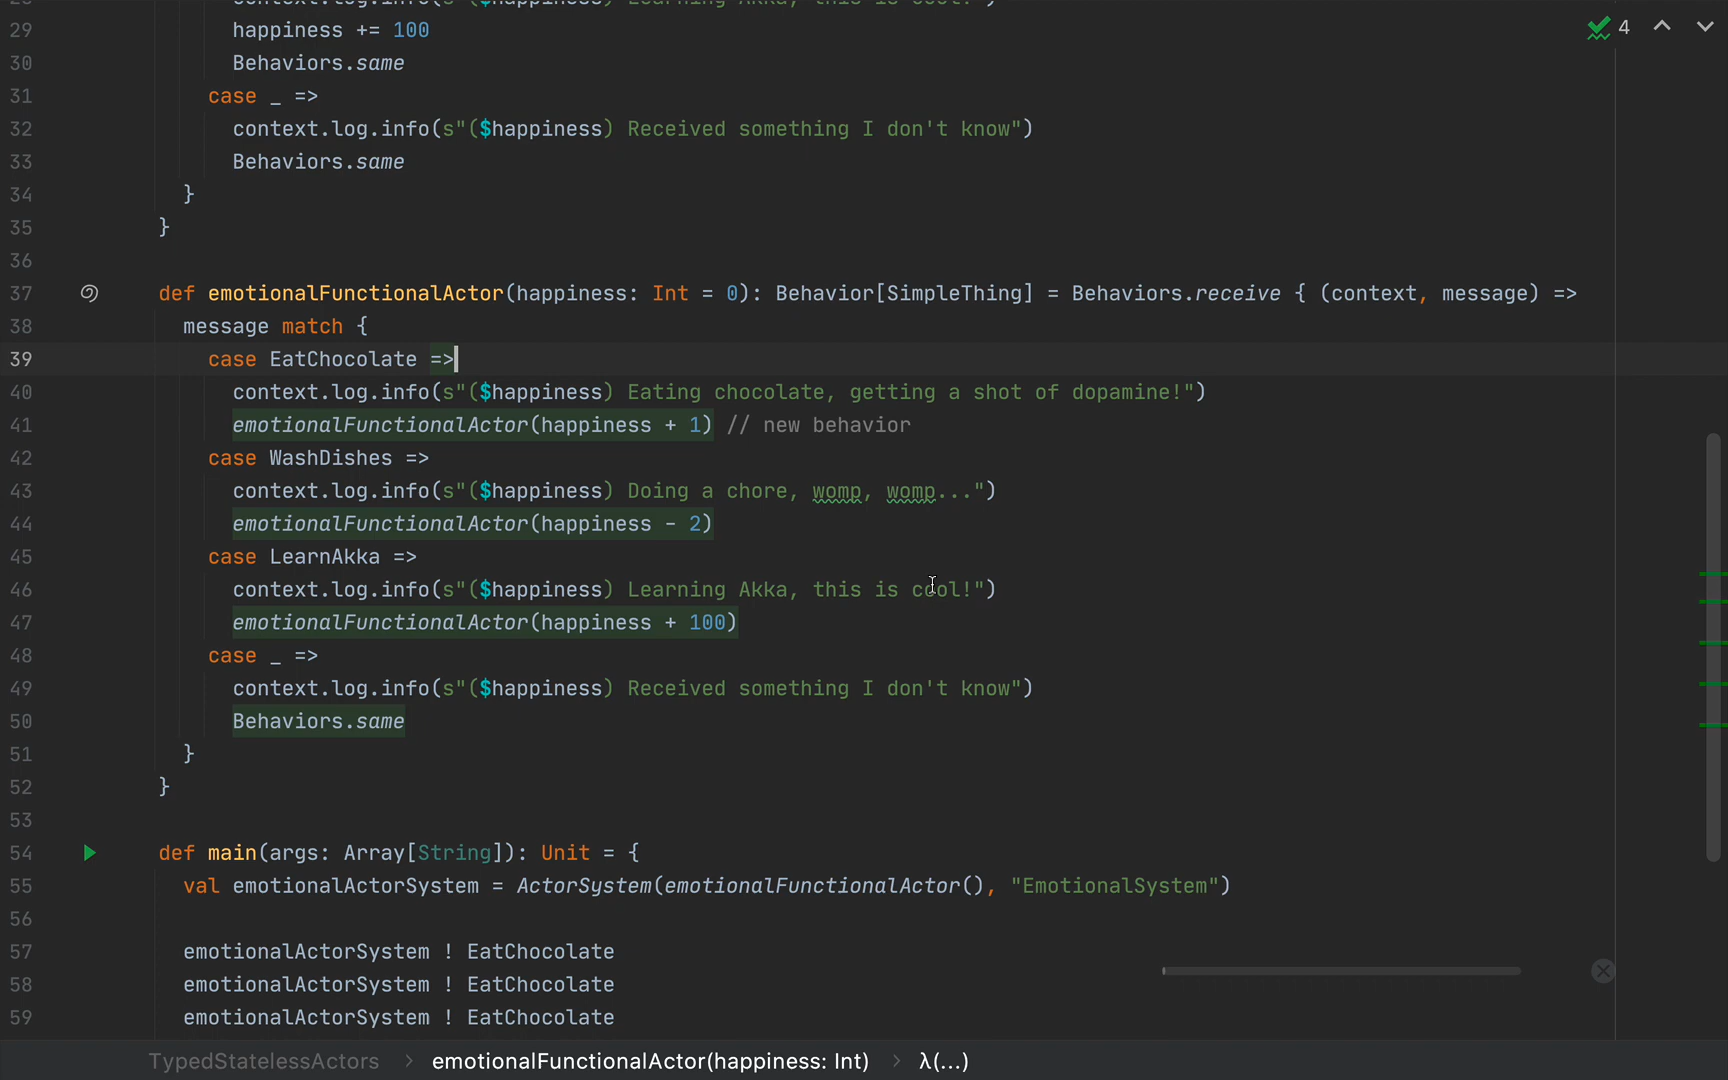 29 happiness += 100
30 Behaviors.same
31 case _ =>
32 context.log.info(s"($happiness) Received something I don't know")
33 Behaviors.same
34 }
35 }
36
37 def emotionalFunctionalActor(happiness: Int = 0): Behavior[SimpleThing] = Behaviors.receive { (context, message) =>
38 message match {
39 case EatChocolate =>
40 context.log.info(s"($happiness) Eating chocolate, getting a shot of dopamine!")
41 emotionalFunctionalActor(happiness + 1) // new behavior
42 case WashDishes =>
43 context.log.info(s"($happiness) Doing a chore, womp, womp...")
44 emotionalFunctionalActor(happiness - 2)
45 case LearnAkka =>
46 context.log.info(s"($happiness) Learning Akka, this is cool!")
47 emotionalFunctionalActor(happiness + 100)
48 case _ =>
49 context.log.info(s"($happiness) Received something I don't know")
50 Behaviors.same
51 }
52 }
53
54 def main(args: Array[String]): Unit = {
55 val emotionalActorSystem = ActorSystem(emotionalFunctionalActor(), "EmotionalSystem")
56
57 emotionalActorSystem ! EatChocolate
58 emotionalActorSystem ! EatChocolate
59 emotionalActorSystem ! EatChocolate
4
TypedStatelessActors > emotionalFunctionalActor(happiness: Int) > λ(...)